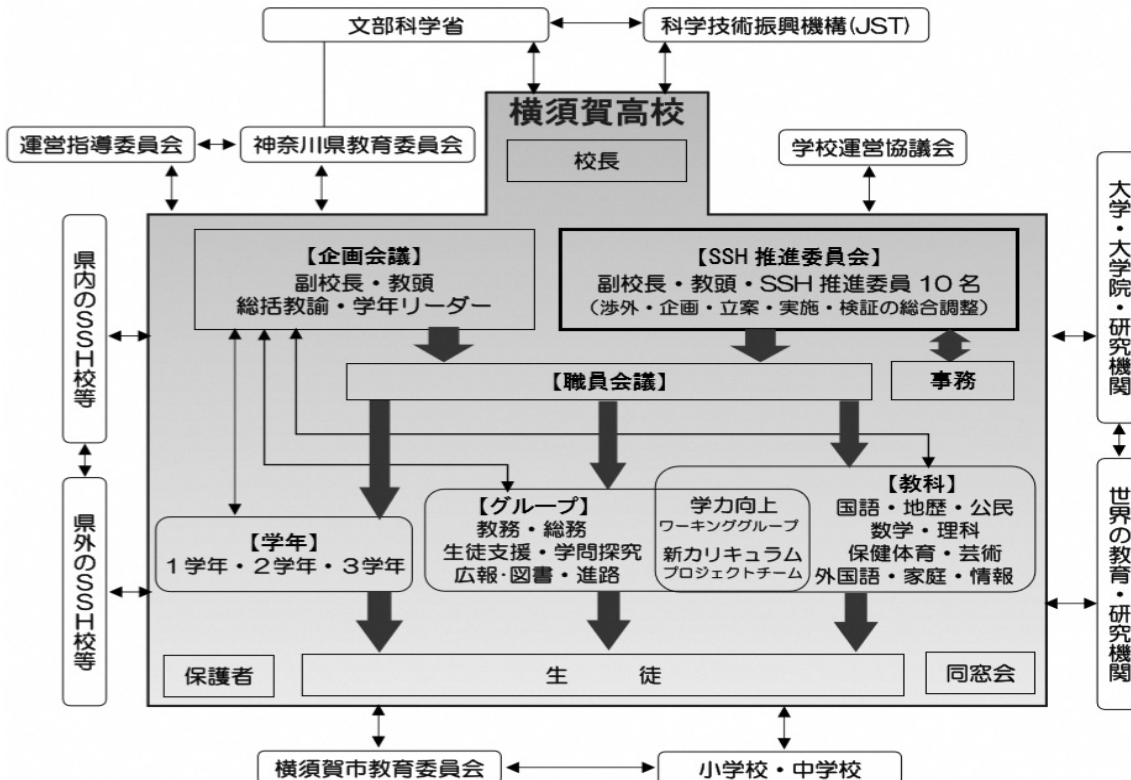 文部科学省
科学技術振興機構(JST)
横須賀高校
校長
運営指導委員会
神奈川県教育委員会
学校運営協議会
大学・大学院・研究機関
県内のSSH校等
【企画会議】
副校長・教頭
総括教諭・学年リーダー
【SSH 推進委員会】
副校長・教頭・SSH 推進委員 10 名
(渉外・企画・立案・実施・検証の総合調整)
【職員会議】
事務
県外のSSH校等
世界の教育・研究機関
【学年】
1学年・2学年・3学年
【グループ】
教務・総務
生徒支援・学問探究
広報・図書・進路
学力向上
ワーキンググループ
新カリキュラム
プロジェクトチーム
【教科】
国語・地歴・公民
数学・理科
保健体育・芸術
外国語・家庭・情報
保護者
生 徒
同窓会
横須賀市教育委員会
小学校・中学校